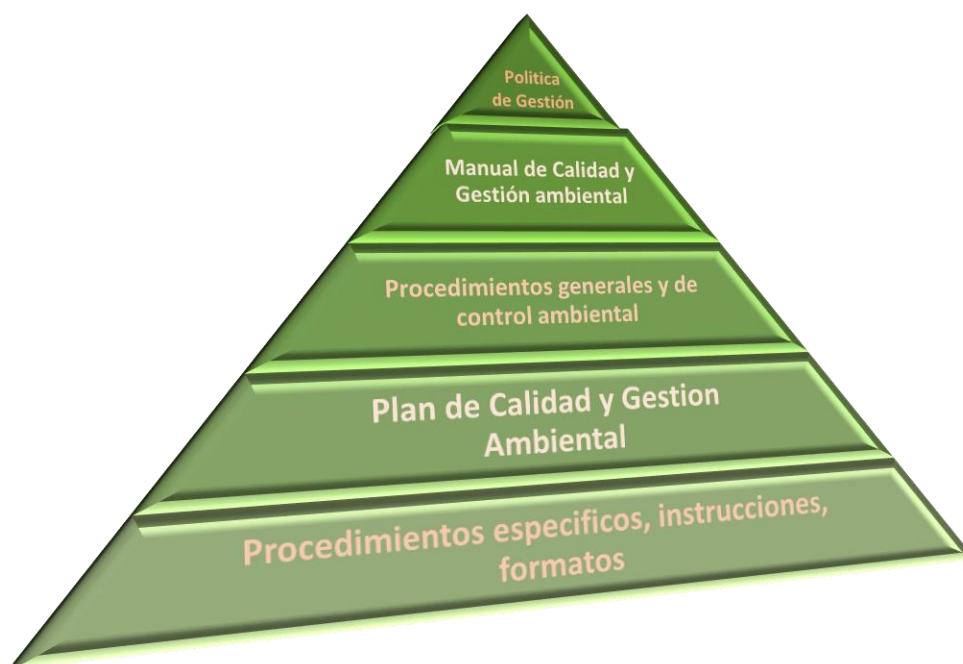 Politica
de Gestión
Manual de Calidad y
Gestión ambiental
Procedimientos generales y de
control ambiental
Plan de Calidad y Gestion
Ambiental
Procedimientos especificos, instrucciones,
formatos